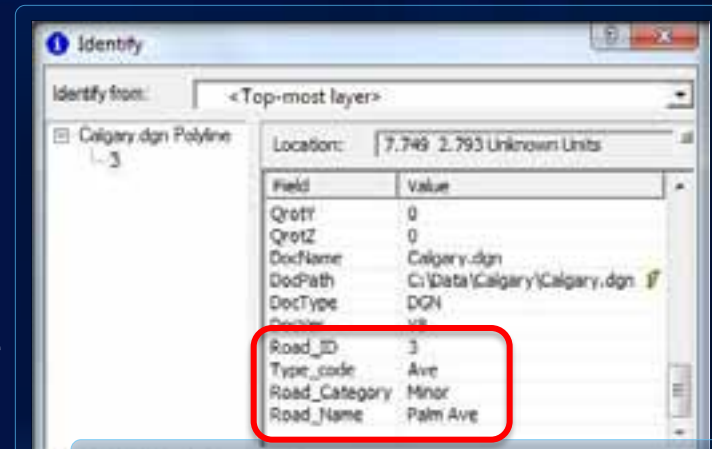 Identify
Identify from: <Top-most layer>
Calgary.dgn Polyline
3
Location: 7.749 2.793 Unknown Units
Field Value
QrotY 0
QrotZ 0
DocName Calgary.dgn
DocPath C:\Data\Calgary\Calgary.dgn
DocType DGN
DocVer V8
Road_ID 3
Type_code Ave
Road_Category Minor
Road_Name Palm Ave